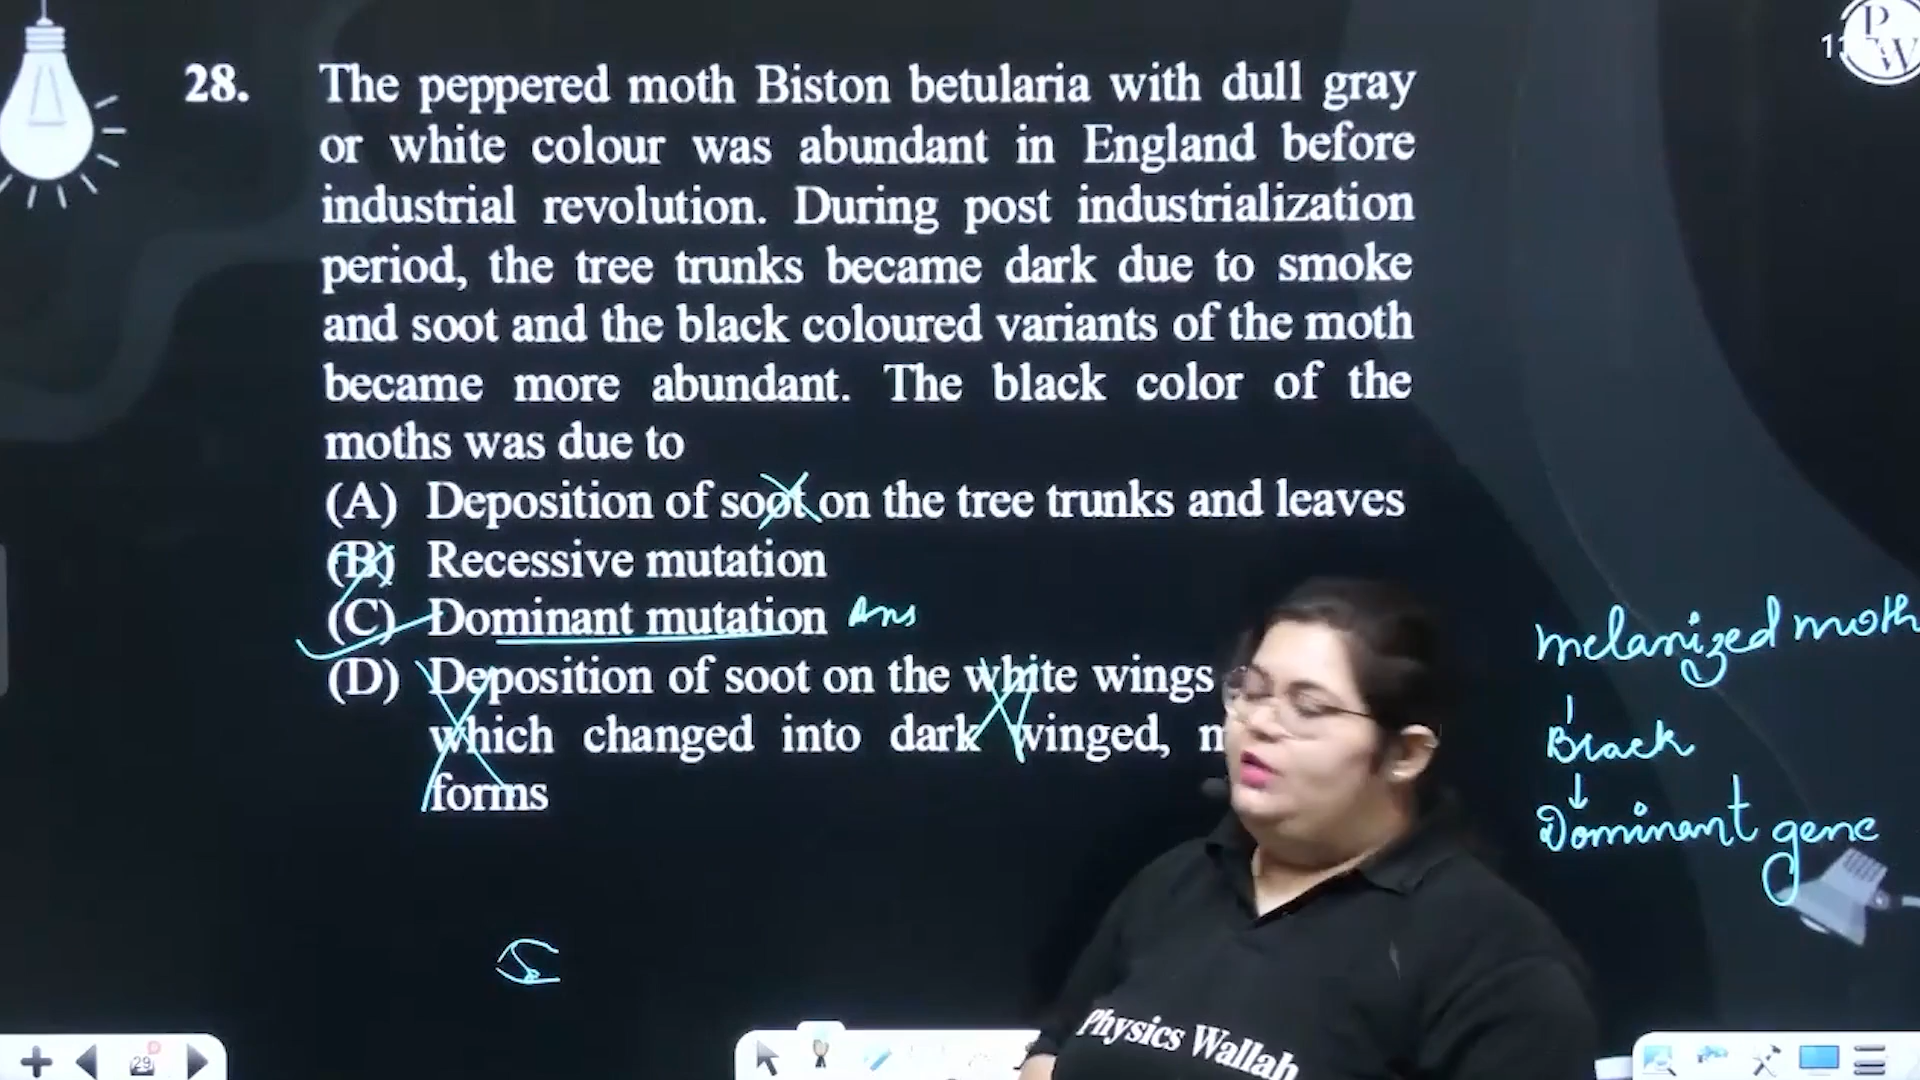 28. The peppered moth Biston betularia with dull gray
or white colour was abundant in England before
industrial revolution. During post industrialization
period, the tree trunks became dark due to smoke
and soot and the black coloured variants of the moth
became more abundant. The black color of the
moths was due to
(A) Deposition of soot on the tree trunks and leaves
(B) Recessive mutation
(C) Dominant mutation Ans
(D) Deposition of soot on the white wings
which changed into dark winged,
forms
melanized moth
Black
Dominant gene
PW
Physics Wallah
29